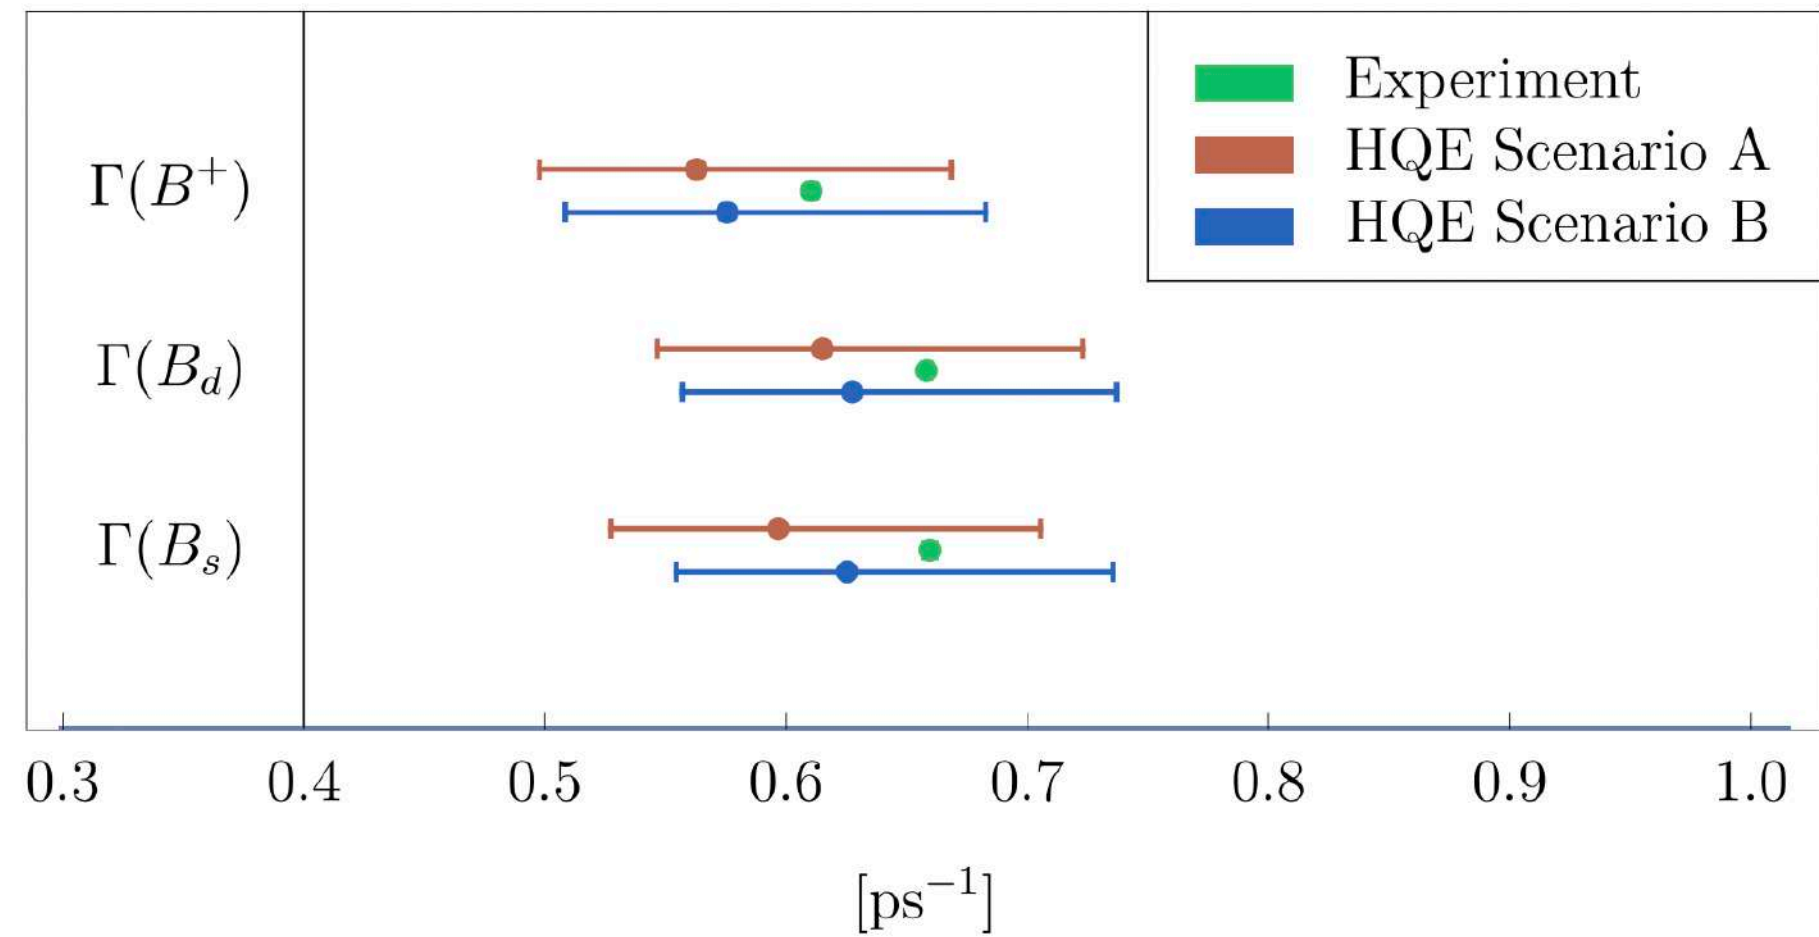 Experiment
HQE Scenario A
HQE Scenario B
Γ(B⁺)
Γ(B_d)
Γ(B_s)
0.3 0.4 0.5 0.6 0.7 0.8 0.9 1.0
[ps⁻¹]